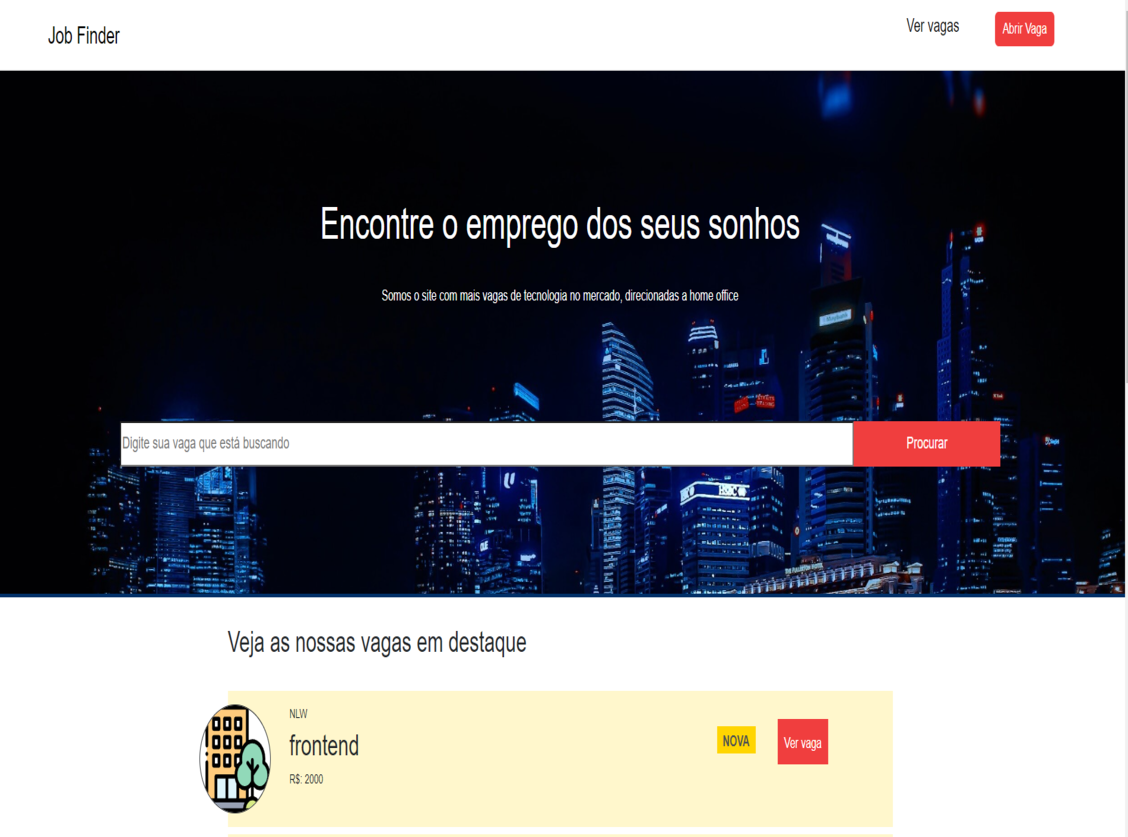 Job Finder
Ver vagas
Abrir Vaga
Encontre o emprego dos seus sonhos
Somos o site com mais vagas de tecnologia no mercado, direcionadas a home office
Digite sua vaga que está buscando
Procurar
HSBC
Veja as nossas vagas em destaque
NLW
frontend
R$: 2000
NOVA
Ver vaga